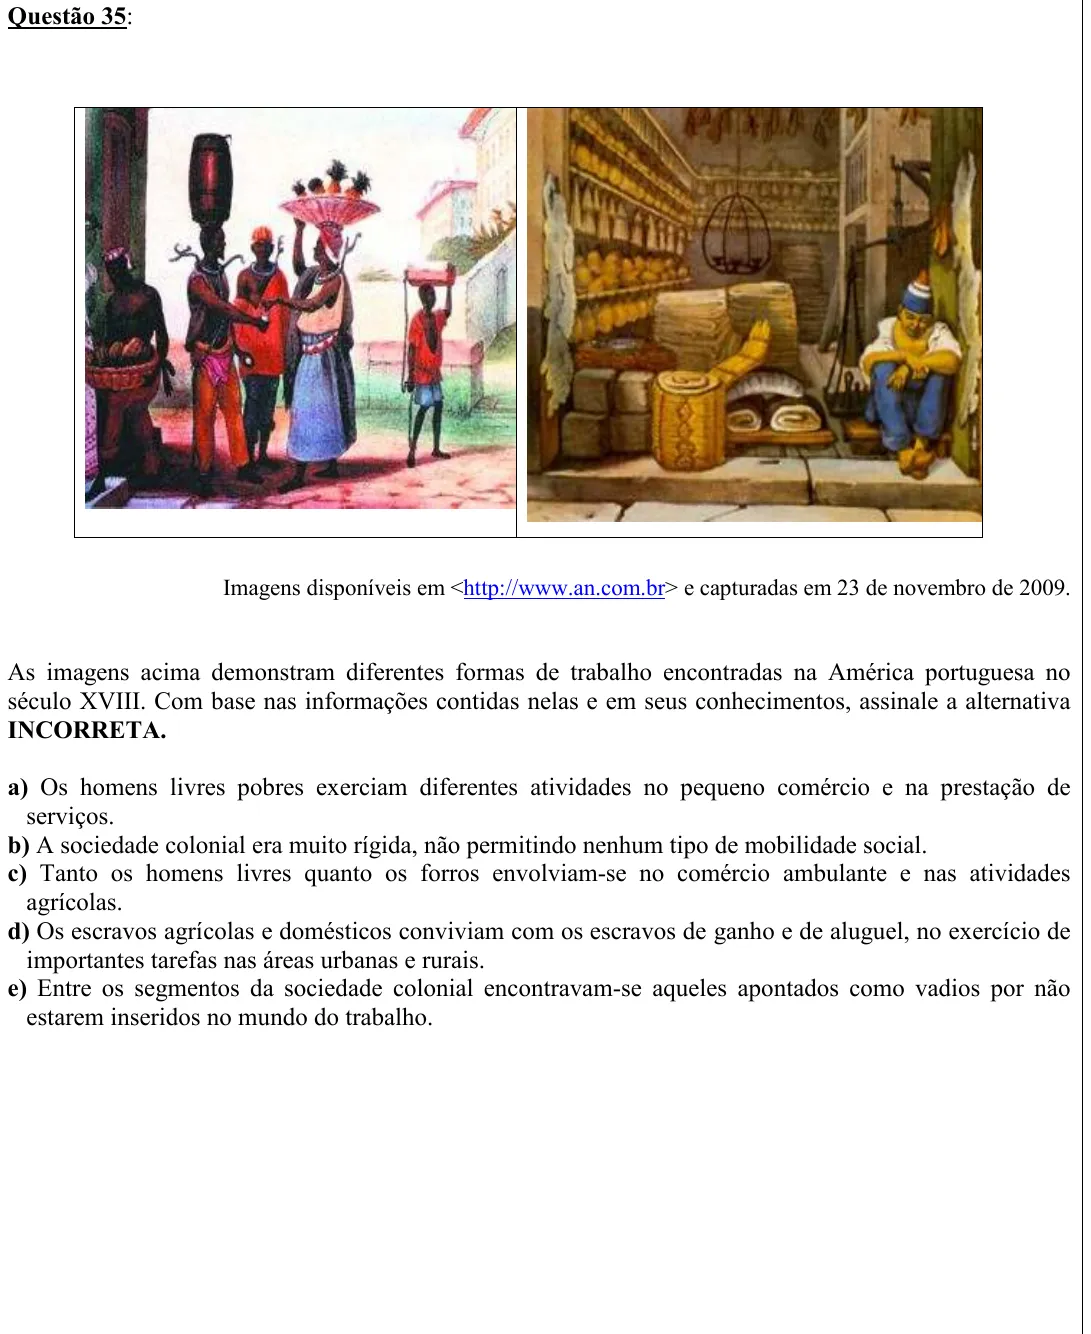 Questão 35:
Imagens disponíveis em <http://www.an.com.br> e capturadas em 23 de novembro de 2009.
As imagens acima demonstram diferentes formas de trabalho encontradas na América portuguesa no
século XVIII. Com base nas informações contidas nelas e em seus conhecimentos, assinale a alternativa
INCORRETA.
a) Os homens livres pobres exerciam diferentes atividades no pequeno comércio e na prestação de
serviços.
b) A sociedade colonial era muito rígida, não permitindo nenhum tipo de mobilidade social.
c) Tanto os homens livres quanto os forros envolviam-se no comércio ambulante e nas atividades
agrícolas.
d) Os escravos agrícolas e domésticos conviviam com os escravos de ganho e de aluguel, no exercício de
importantes tarefas nas áreas urbanas e rurais.
e) Entre os segmentos da sociedade colonial encontravam-se aqueles apontados como vadios por não
estarem inseridos no mundo do trabalho.